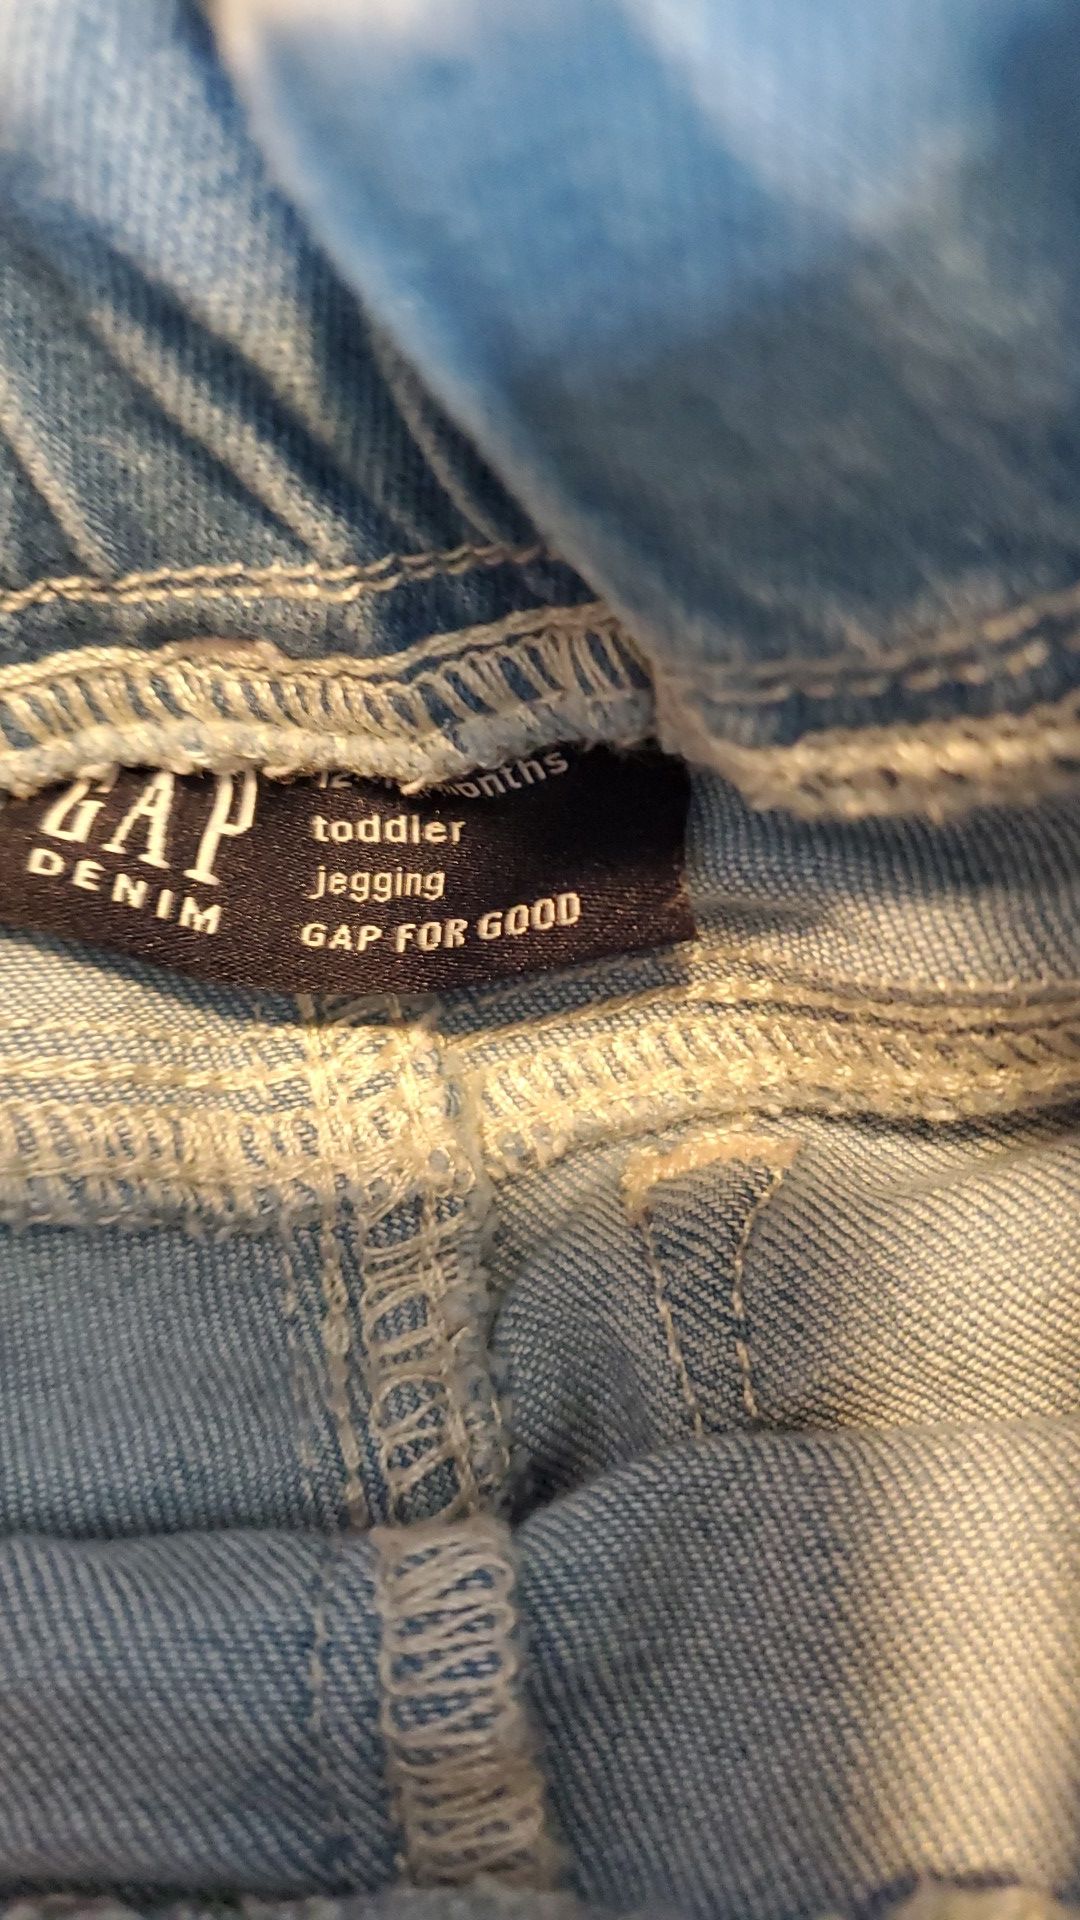 GAP
DENIM
toddler
jegging
GAP FOR GOOD